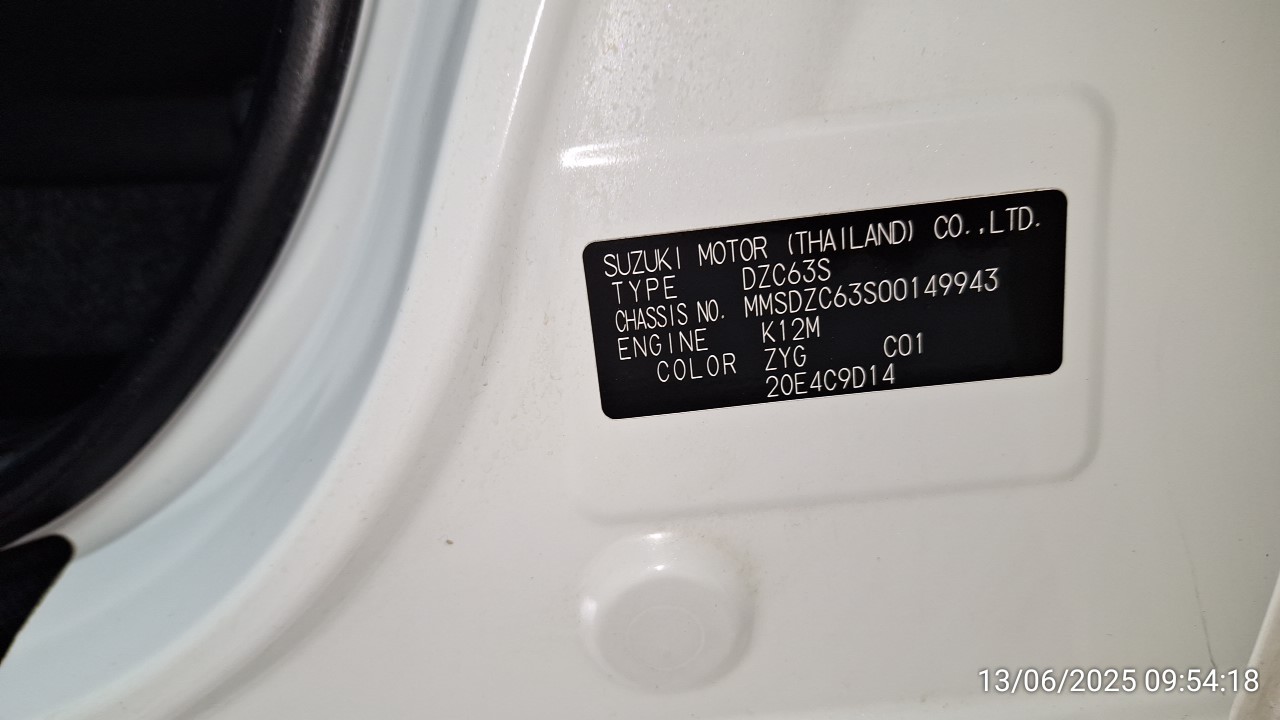 SUZUKI MOTOR (THAILAND) CO.,LTD.
TYPE DZC63S
CHASSIS NO. MMSDZC63S00149943
ENGINE K12M
COLOR ZYG C01
20E4C9D14
13/06/2025 09:54:18